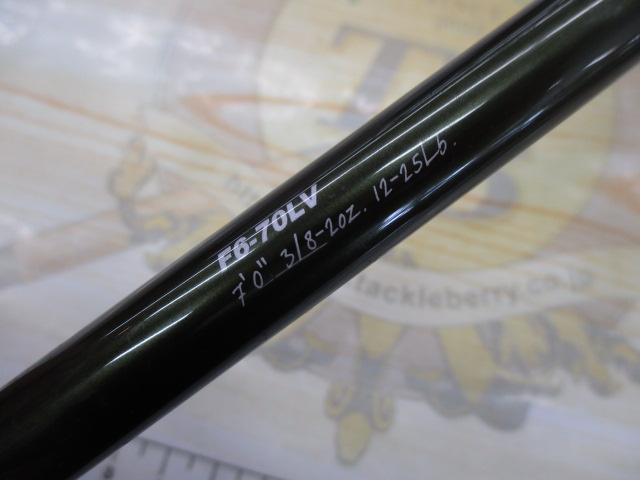 F6-70LV
7'0" 3/8-2oz. 12-25Lb.
tackleberry.co.jp